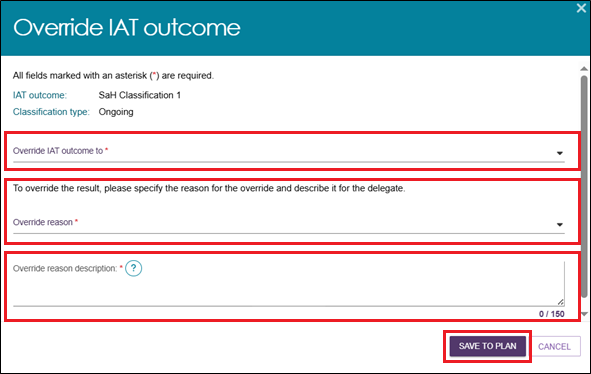 Override IAT outcome
All fields marked with an asterisk (*) are required.
IAT outcome: SaH Classification 1
Classification type: Ongoing
Override IAT outcome to *
To override the result, please specify the reason for the override and describe it for the delegate.
Override reason *
Override reason description: * ?
0 / 150
SAVE TO PLAN CANCEL